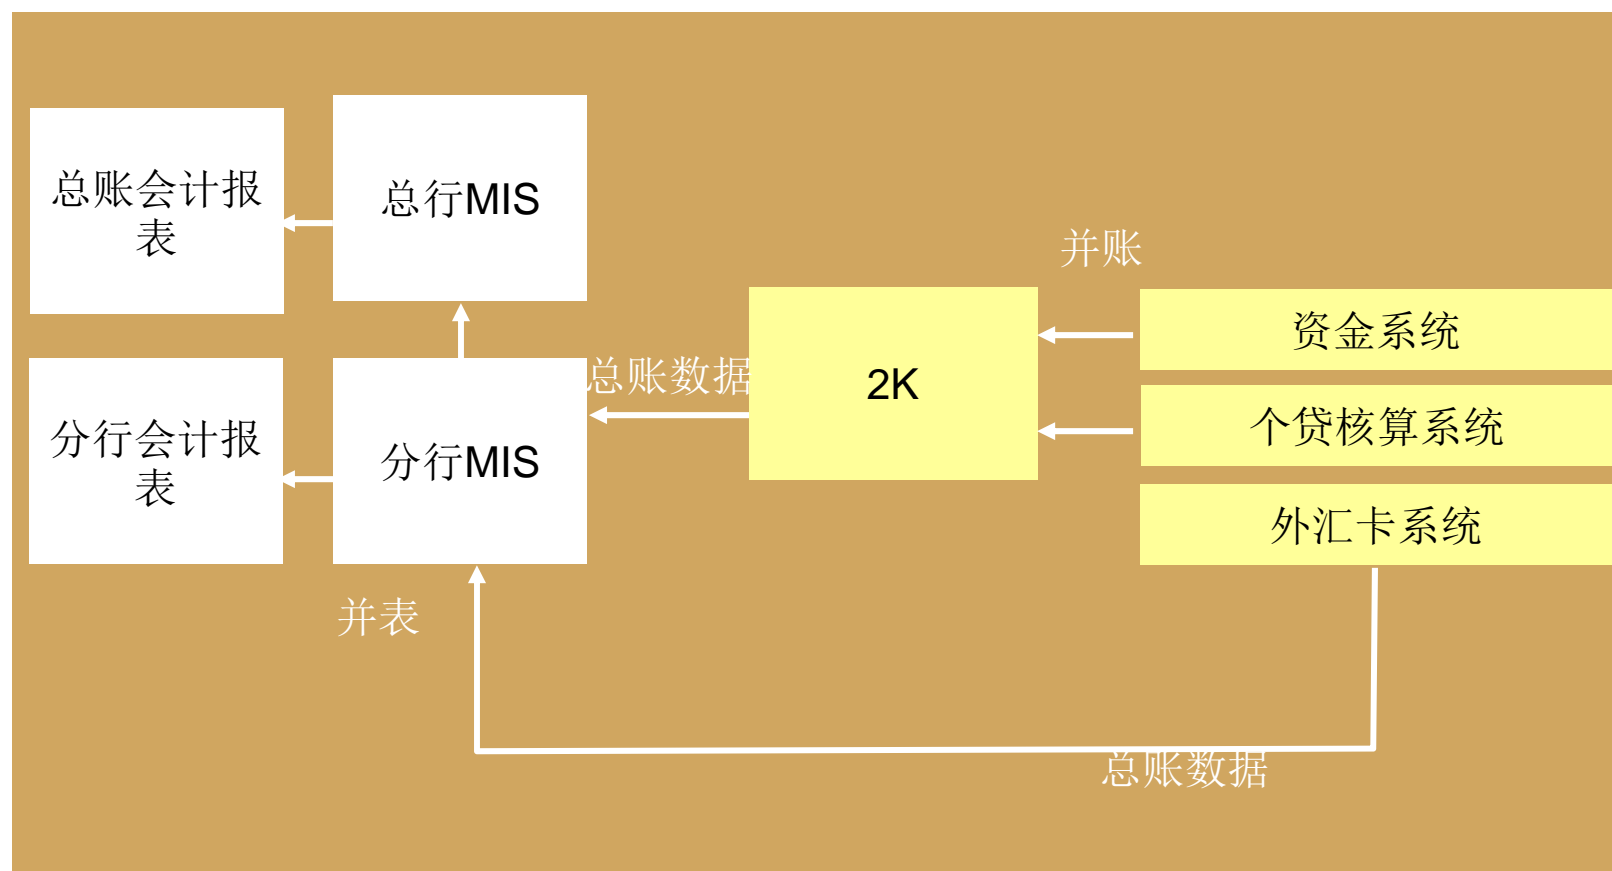 总账会计报
表
总行MIS
并账
资金系统
总账数据
2K
个贷核算系统
分行会计报
表
分行MIS
外汇卡系统
并表
总账数据